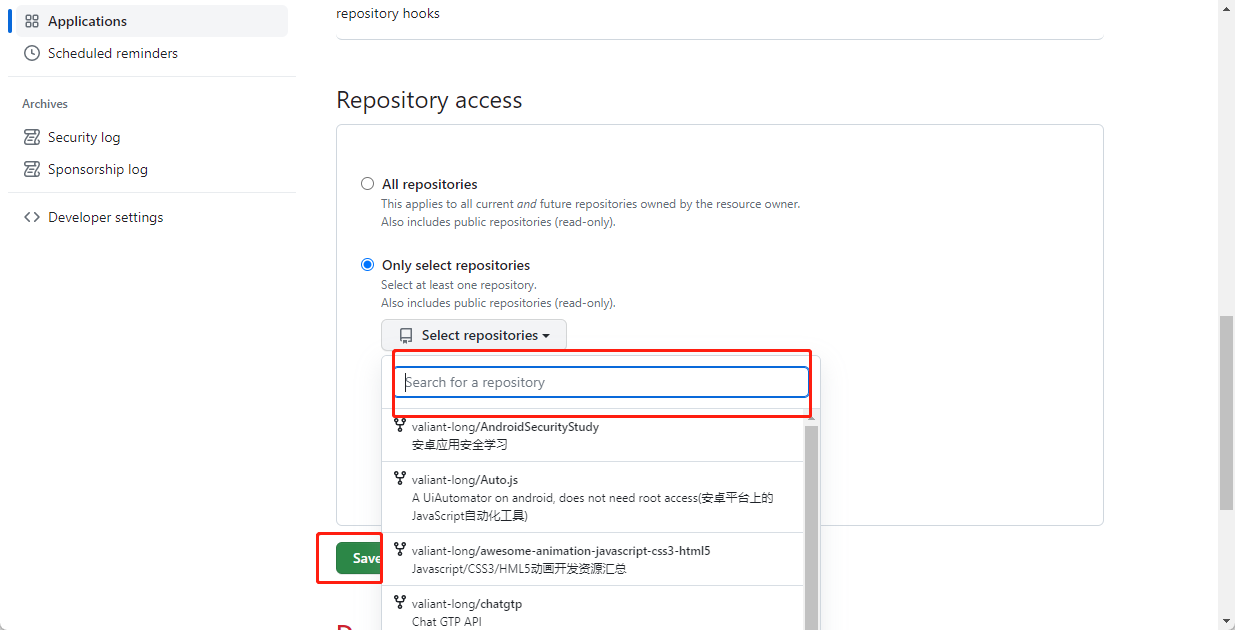 Applications
Scheduled reminders
Archives
Security log
Sponsorship log
Developer settings
repository hooks
Repository access
All repositories
This applies to all current and future repositories owned by the resource owner.
Also includes public repositories (read-only).
Only select repositories
Select at least one repository.
Also includes public repositories (read-only).
Select repositories
Search for a repository
valiant-long/AndroidSecurityStudy
安卓应用安全学习
valiant-long/Auto.js
A UiAutomator on android, does not need root access(安卓平台上的
JavaScript自动化工具)
valiant-long/awesome-animation-javascript-css3-html5
Javascript/CSS3/HML5动画开发资源汇总
valiant-long/chatgtp
Chat GTP API
Save